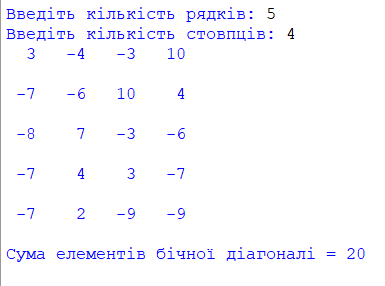 Введіть кількість рядків: 5
Введіть кількість стовпців: 4
3 -4 -3 10
-7 -6 10 4
-8 7 -3 -6
-7 4 3 -7
-7 2 -9 -9
Сума елементів бічної діагоналі = 20